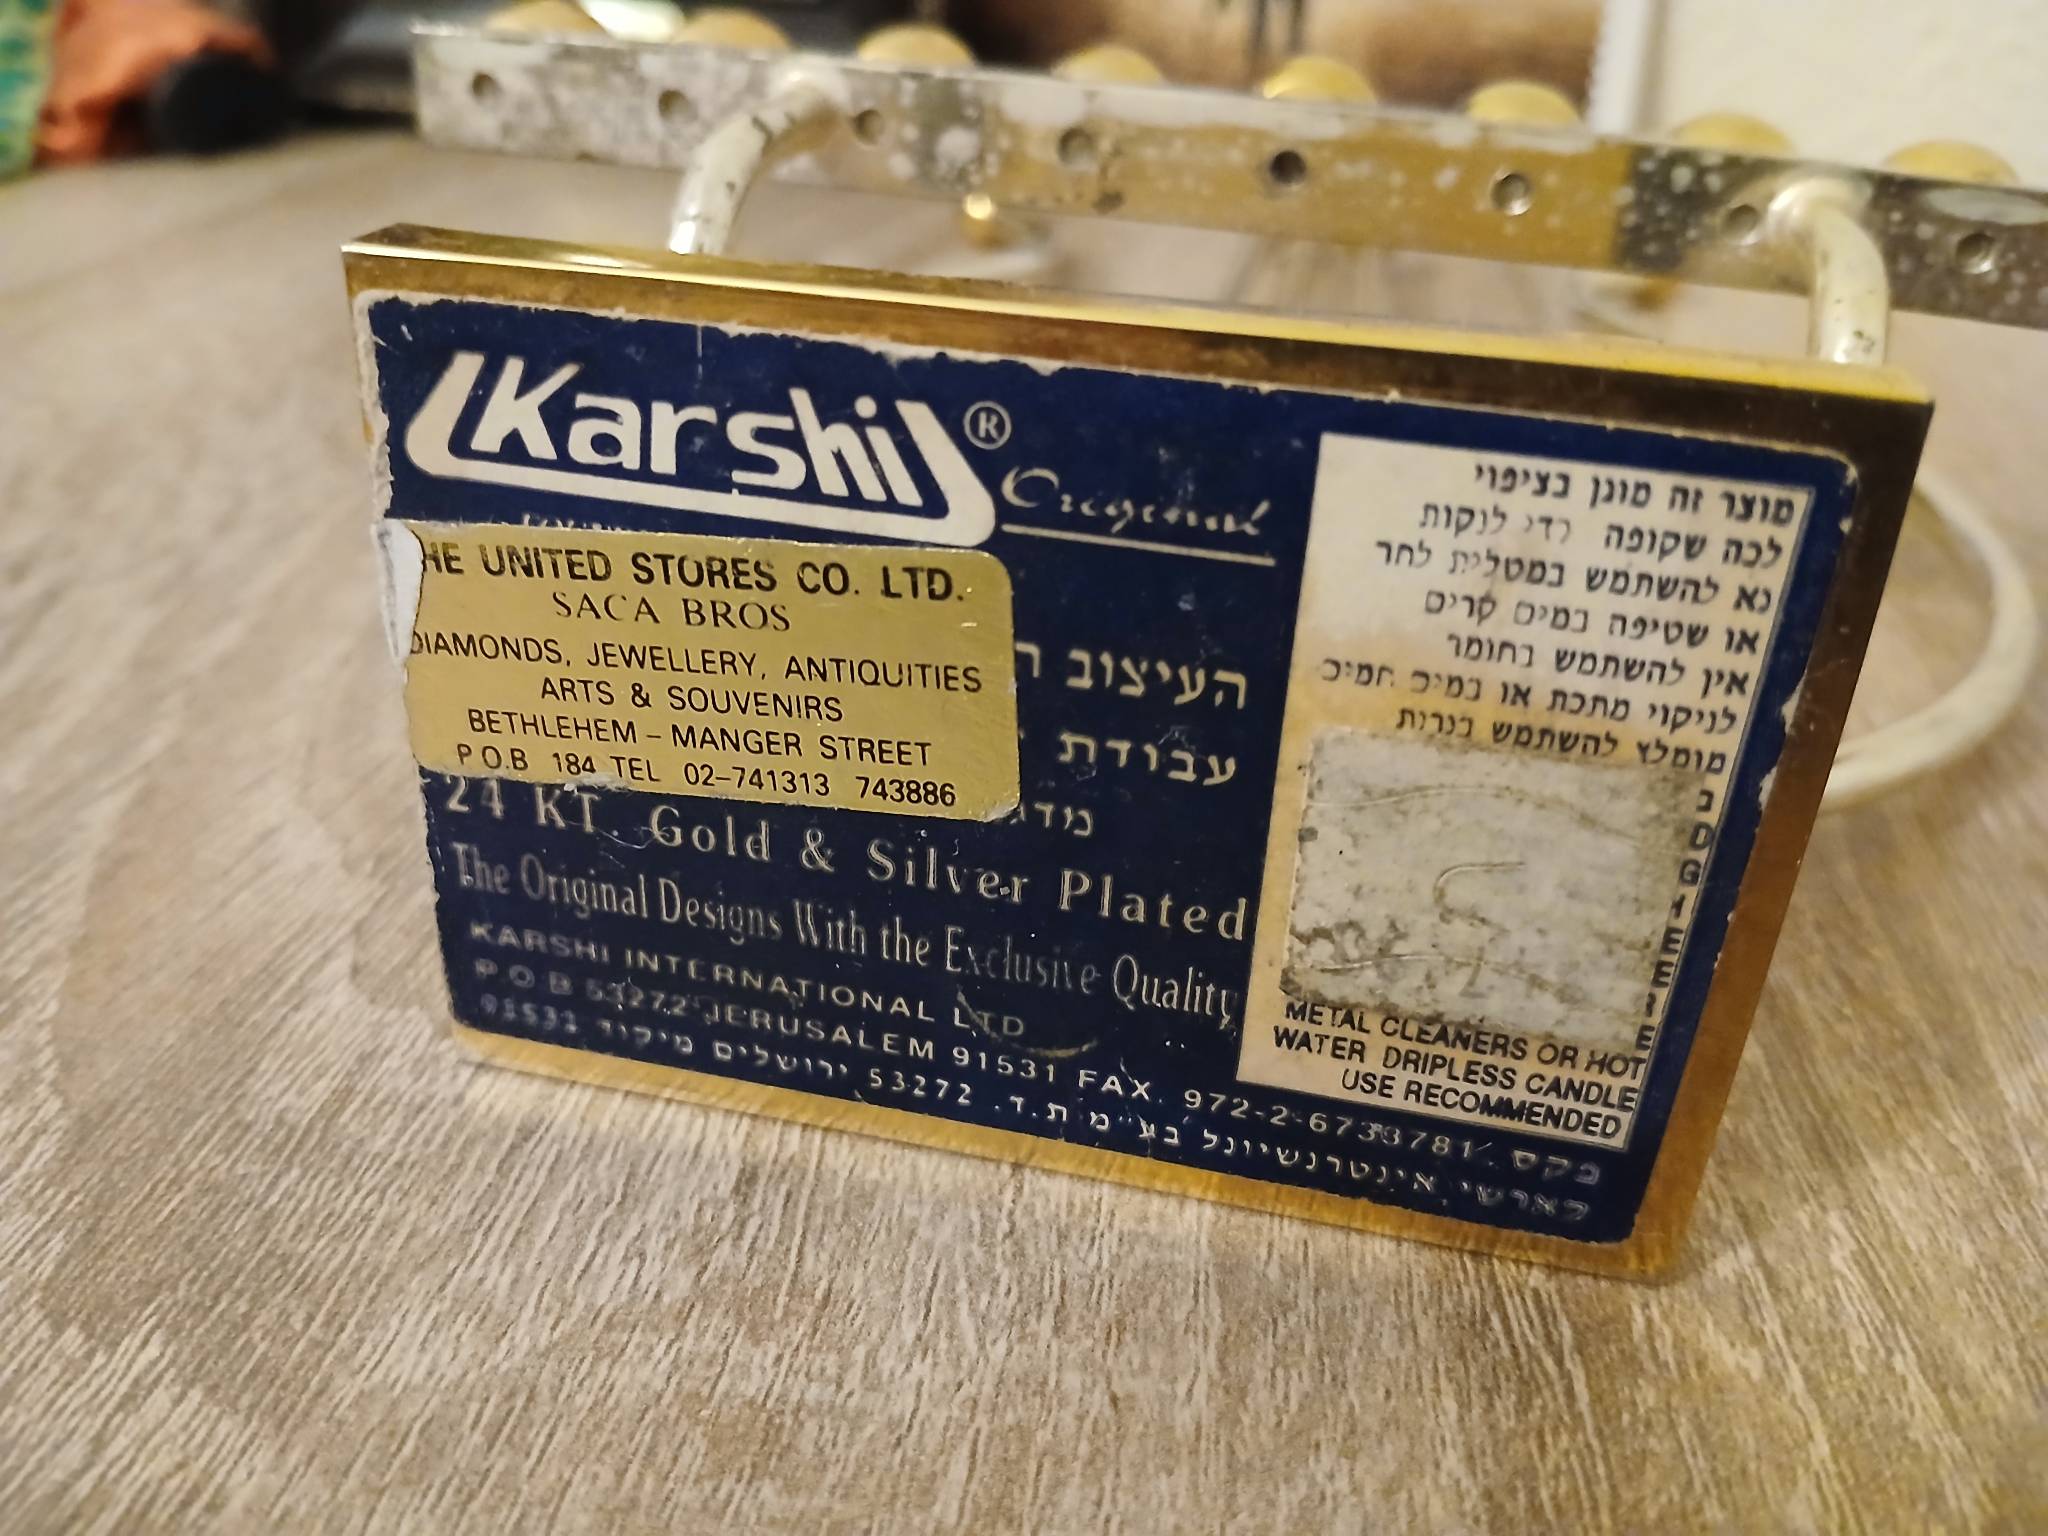 Karshi®
Original
HE UNITED STORES CO. LTD.
SACA BROS
DIAMONDS, JEWELLERY, ANTIQUITIES
ARTS & SOUVENIRS
BETHLEHEM – MANGER STREET
P.O.B 184 TEL 02–741313 743886
העיצוב
עבודת
24 KT. Gold & Silver Plated
The Original Designs With the Exclusive Quality
KARSHI INTERNATIONAL LTD
P.O.B 53272 JERUSALEM 91531 FAX. 972-2-6733781 פקס
קארשי אינטרנשיונל בע"מ ת.ד. 53272 ירושלים מיקוד 91531
מוצר זה מוגן בציפוי
לכה שקופה כדי לנקות
נא להשתמש במטלית לחה
או שטיפה במים קרים
אין להשתמש בחומר
לניקוי מתכת או במים חמים
מומלץ להשתמש בנרות
METAL CLEANERS OR HOT
WATER DRIPLESS CANDLE
USE RECOMMENDED